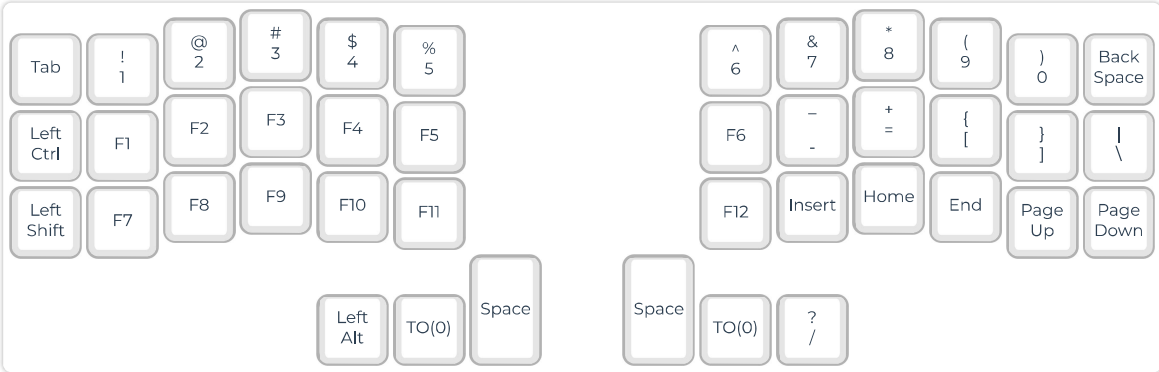 Tab
!
1
@
2
#
3
$
4
%
5
^
6
&
7
*
8
(
9
)
0
Back
Space
Left
Ctrl
F1
F2
F3
F4
F5
F6
_
-
+
=
{
[
}
]
|
\
Left
Shift
F7
F8
F9
F10
F11
F12
Insert
Home
End
Page
Up
Page
Down
Left
Alt
TO(0)
Space
Space
TO(0)
?
/